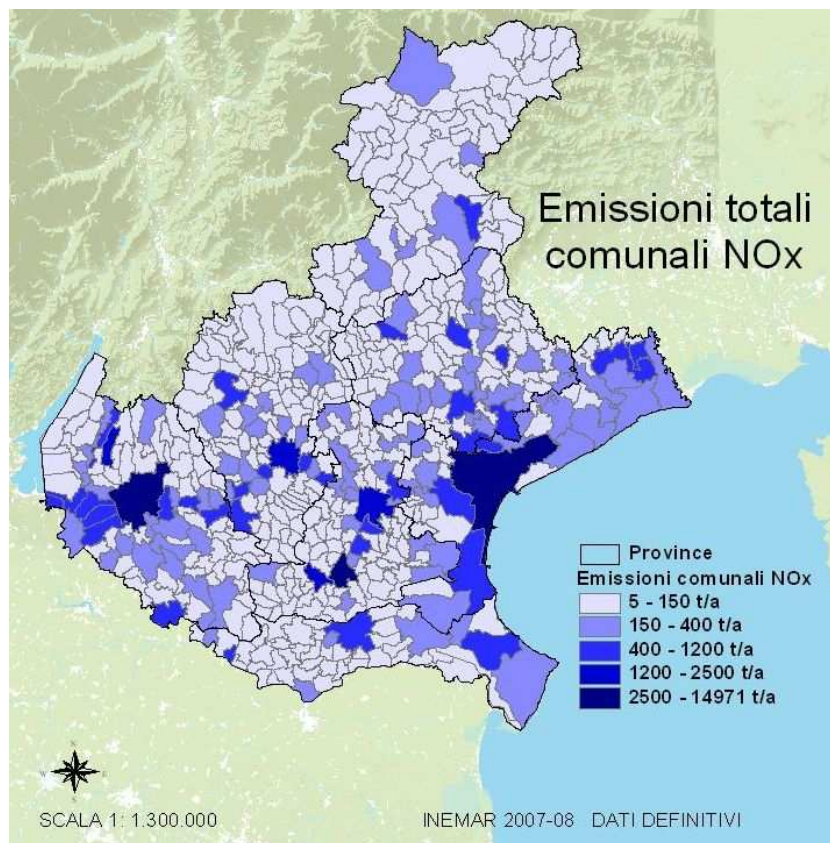 Emissioni totali
comunali NOx
Province
Emissioni comunali NOx
5 - 150 t/a
150 - 400 t/a
400 - 1200 t/a
1200 - 2500 t/a
2500 - 14971 t/a
N
W
E
S
SCALA 1: 1.300.000
INEMAR 2007-08 DATI DEFINITIVI